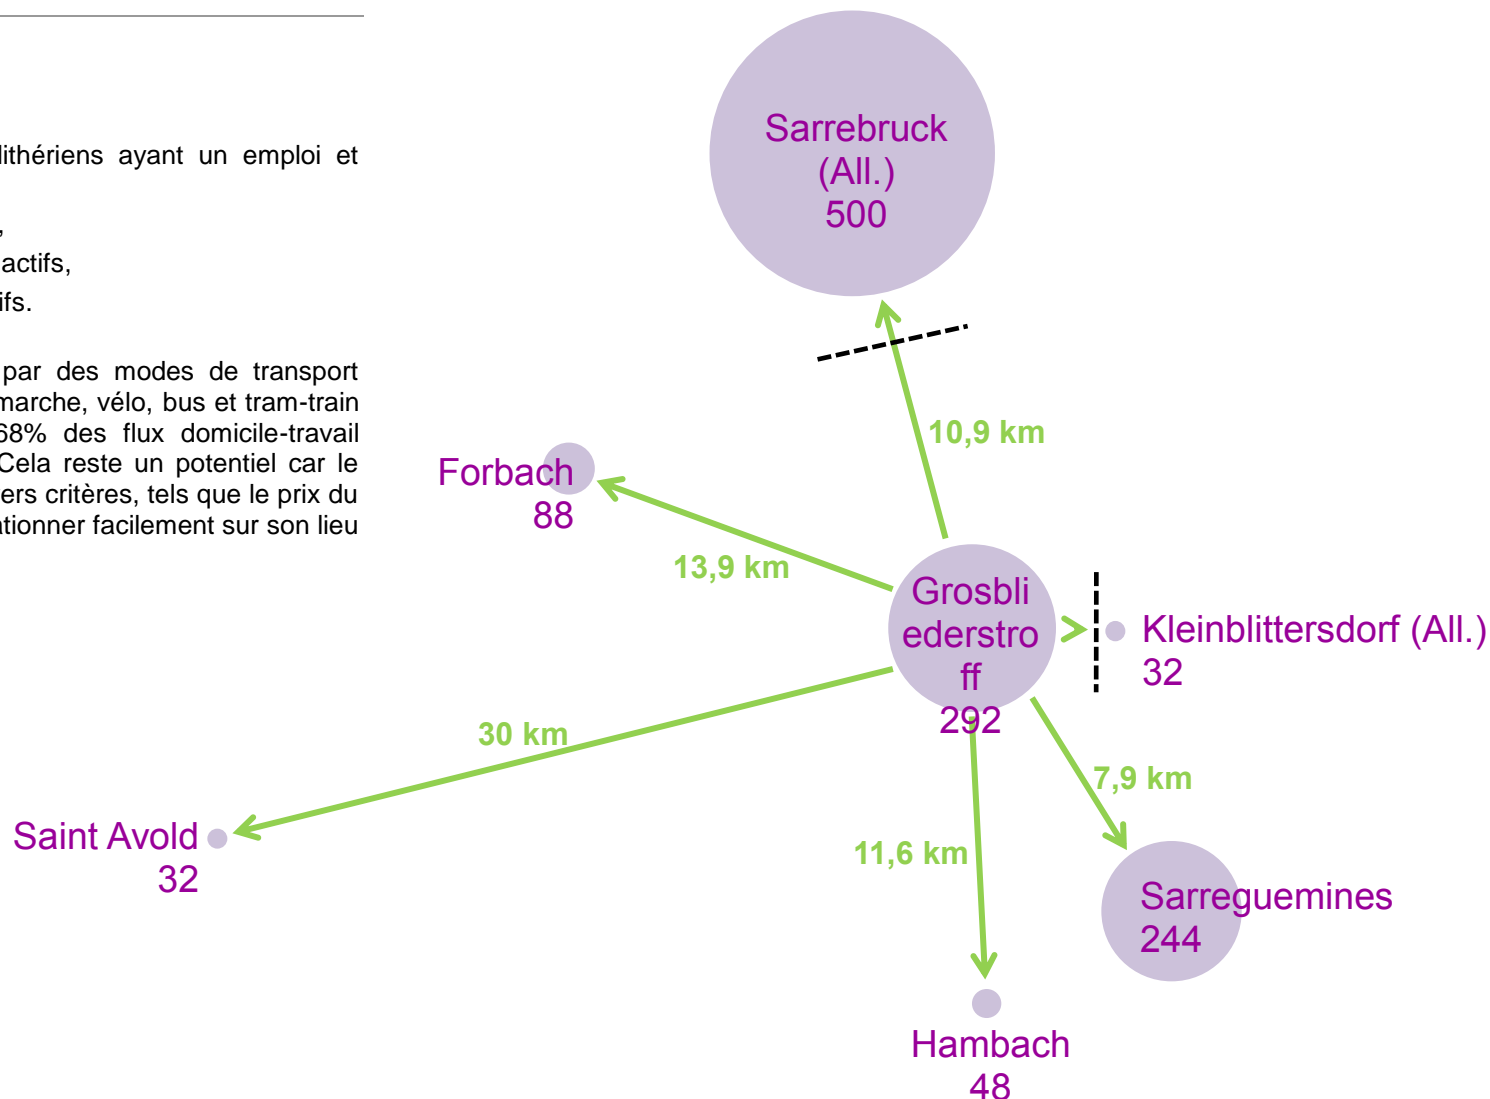 lithériens ayant un emploi et
,
actifs,
ifs.
par des modes de transport
marche, vélo, bus et tram-train
68% des flux domicile-travail
Cela reste un potentiel car le
vers critères, tels que le prix du
ationner facilement sur son lieu
Sarrebruck
(All.)
500
10,9 km
Forbach
88
13,9 km
Grosbli
ederstro
ff
292
Kleinblittersdorf (All.)
32
30 km
7,9 km
Saint Avold
32
11,6 km
Sarreguemines
244
Hambach
48